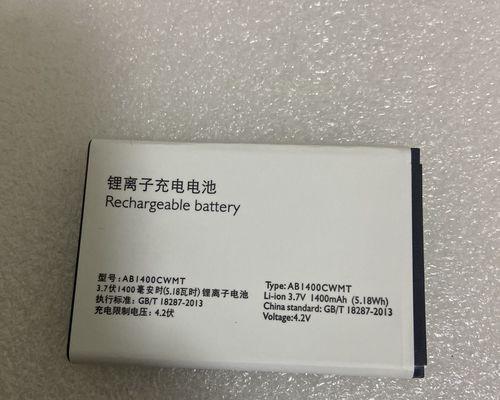 锂离子充电电池
Rechargeable battery
型号: AB1400CWMT
3.7伏1400毫安时(5.18瓦时)锂离子电池
执行标准: GB/T 18287-2013
充电限制电压: 4.2伏
Type: AB1400CWMT
Li-ion 3.7V 1400mAh (5.18Wh)
China standard: GB/T 18287-2013
Voltage:4.2V